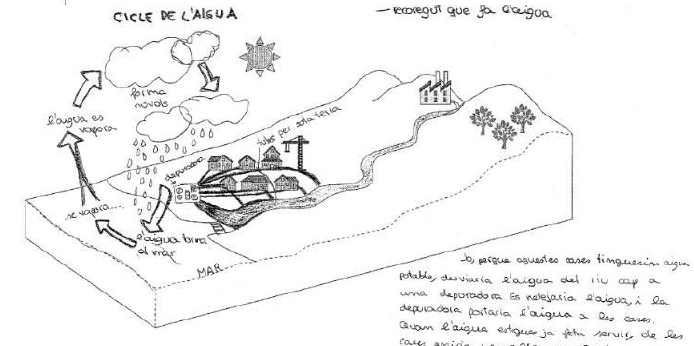 CICLE DE L'AIGUA
— recorregut que fa l'aigua
forma
núvols
l'aigua es
vapora
tubs per sota terra
depuradora
se vapora...
l'aigua torna
al mar
MAR
Jo, perque aquestes cases tinguessin aigua
potable, desviaria l'aigua del riu cap a
una depuradora. Es netejaria l'aigua, i la
depuradora portaria l'aigua a les cases.
Quan l'aigua estigues ja feta servir, de les
cases